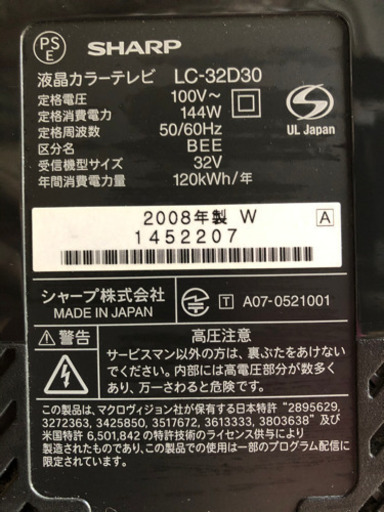 PS
E
SHARP
液晶カラーテレビ LC-32D30
定格電圧 100V~
定格消費電力 144W
定格周波数 50/60Hz
区分名 BEE
受信機型サイズ 32V
年間消費電力量 120kWh/年
S
UL Japan
2008年製 W
A
1452207
シャープ株式会社
MADE IN JAPAN
T A07-0521001
警告 高圧注意
サービスマン以外の方は、裏ぶたをあけない
でください。内部には高電圧部分が数多く
あり、万一さわると危険です。
この製品は、マクロヴィジョン社が保有する日本特許 "2895629,
3272363, 3425850, 3517672, 3613333, 3803638" 及び
米国特許 6,501,842 の特許技術のライセンス供与により
製造されたものであり、この製品での使用は一部のプログラム配信に
限定されています。